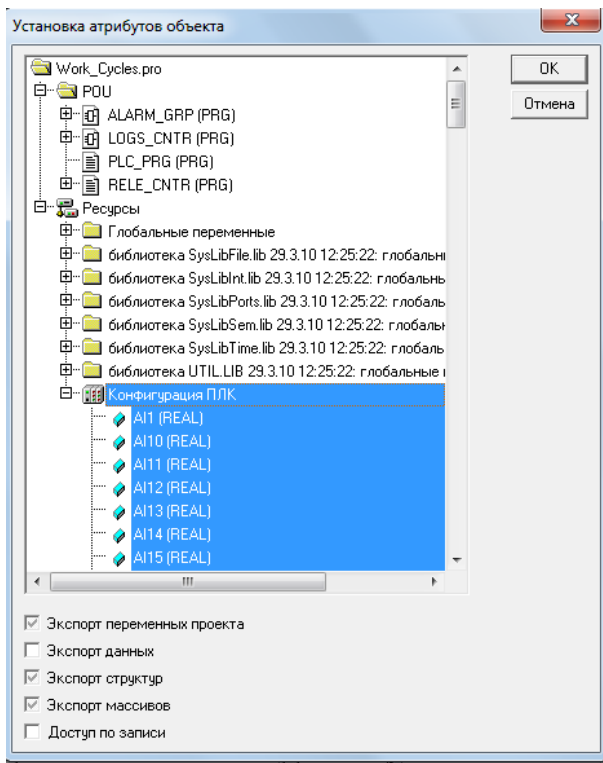 Установка атрибутов объекта
Work_Cycles.pro
OK
POU
Отмена
ALARM_GRP (PRG)
LOGS_CNTR (PRG)
PLC_PRG (PRG)
RELE_CNTR (PRG)
Ресурсы
Глобальные переменные
библиотека SysLibFile.lib 29.3.10 12:25:22: глобальн
библиотека SysLibInt.lib 29.3.10 12:25:22: глобальнь
библиотека SysLibPorts.lib 29.3.10 12:25:22: глобаль
библиотека SysLibSem.lib 29.3.10 12:25:22: глобальн
библиотека SysLibTime.lib 29.3.10 12:25:22: глобаль
библиотека UTIL.LIB 29.3.10 12:25:22: глобальные
Конфигурация ПЛК
AI1 (REAL)
AI10 (REAL)
AI11 (REAL)
AI12 (REAL)
AI13 (REAL)
AI14 (REAL)
AI15 (REAL)
Экспорт переменных проекта
Экспорт данных
Экспорт структур
Экспорт массивов
Доступ по записи